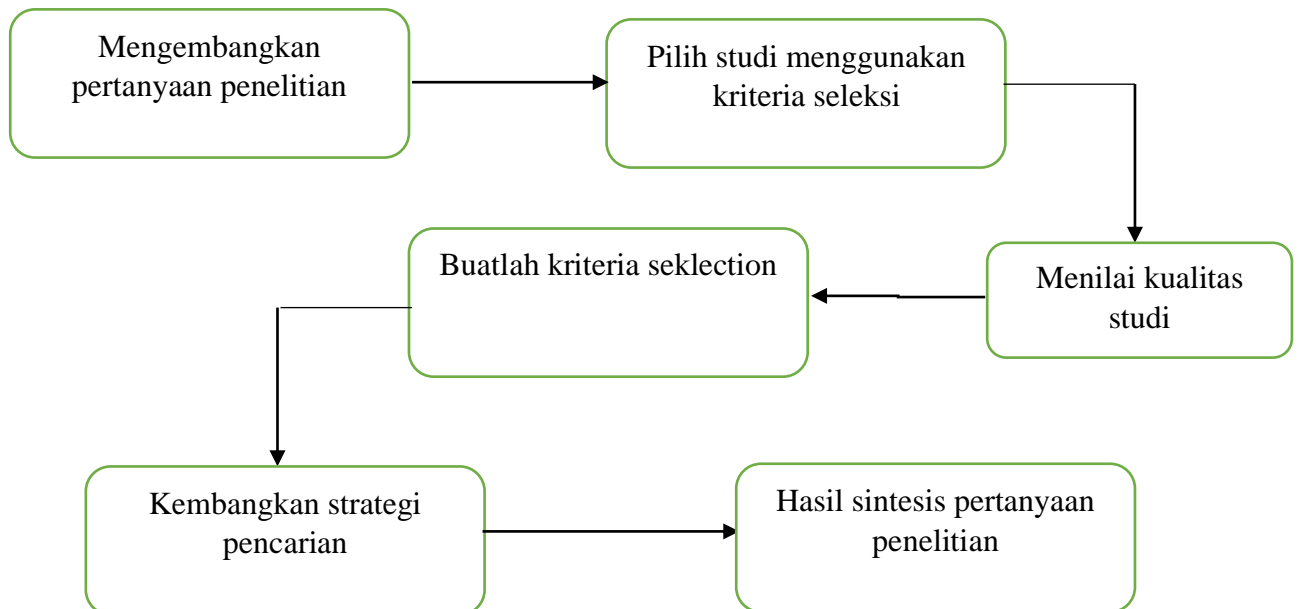 Mengembangkan
pertanyaan penelitian
Pilih studi menggunakan
kriteria seleksi
Menilai kualitas
studi
Buatlah kriteria seklection
Kembangkan strategi
pencarian
Hasil sintesis pertanyaan
penelitian